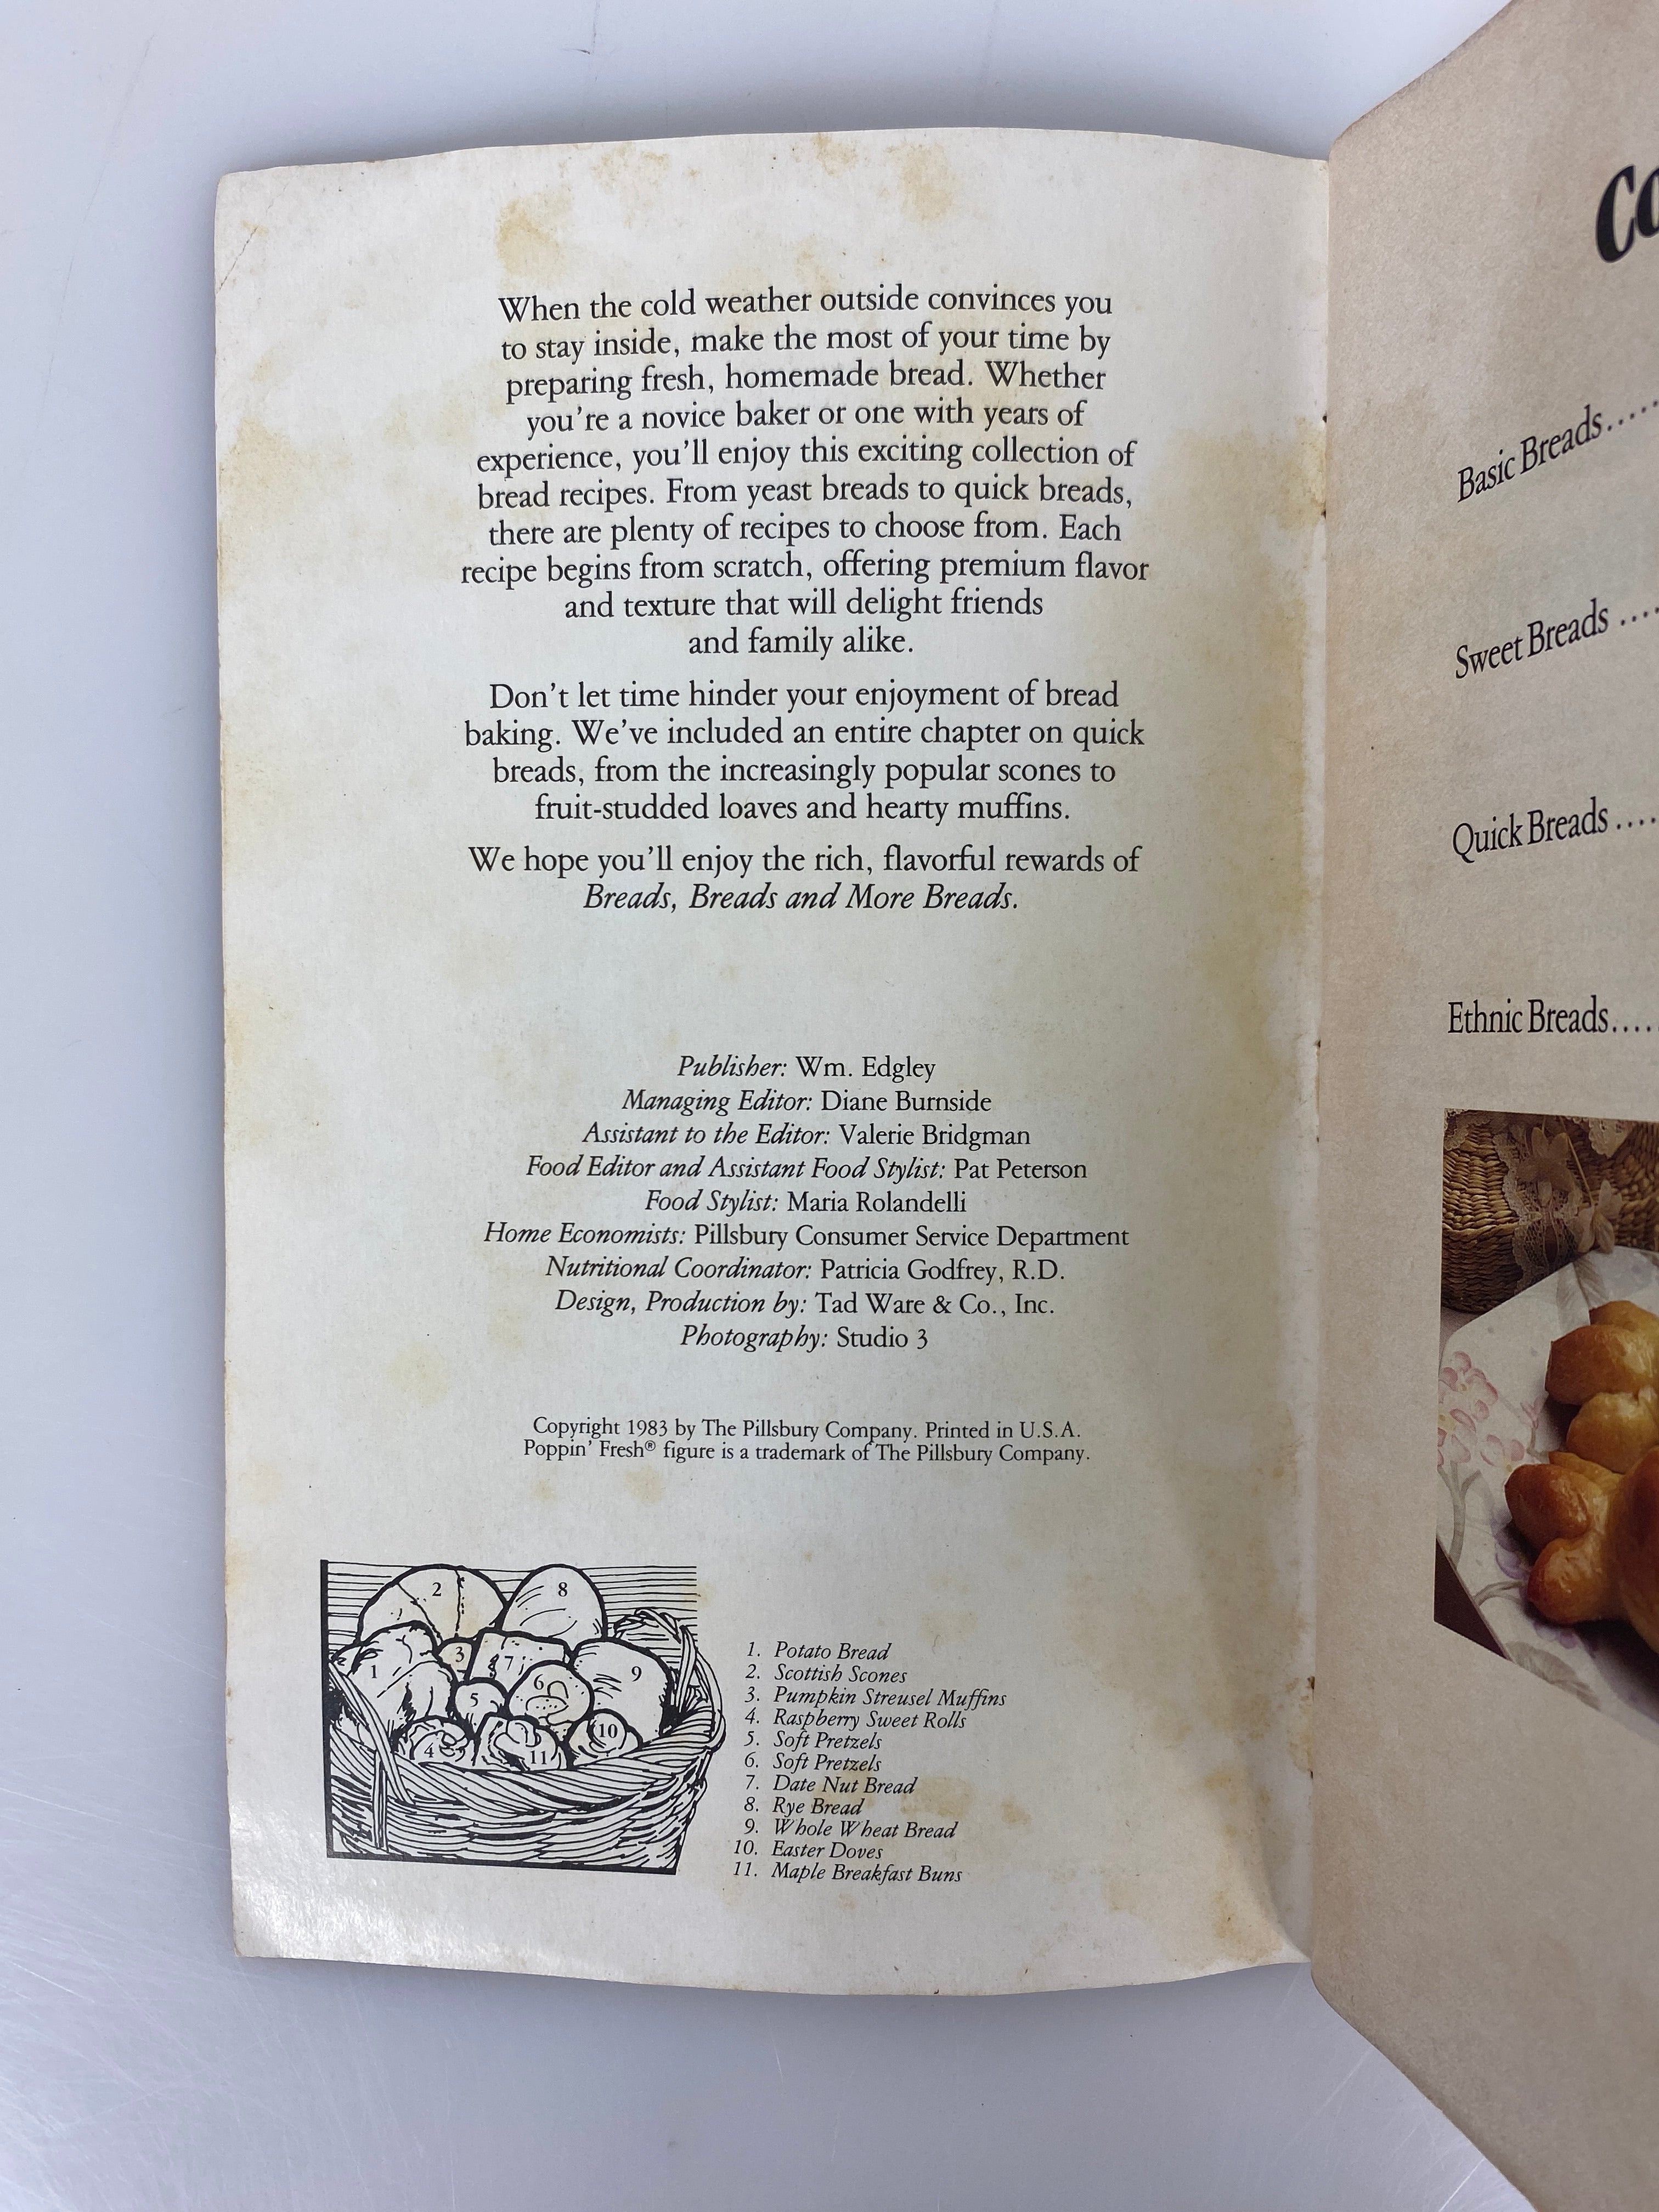 When the cold weather outside convinces you
to stay inside, make the most of your time by
preparing fresh, homemade bread. Whether
you're a novice baker or one with years of
experience, you'll enjoy this exciting collection of
bread recipes. From yeast breads to quick breads,
there are plenty of recipes to choose from. Each
recipe begins from scratch, offering premium flavor
and texture that will delight friends
and family alike.
Don't let time hinder your enjoyment of bread
baking. We've included an entire chapter on quick
breads, from the increasingly popular scones to
fruit-studded loaves and hearty muffins.
We hope you'll enjoy the rich, flavorful rewards of
Breads, Breads and More Breads.
Publisher: Wm. Edgley
Managing Editor: Diane Burnside
Assistant to the Editor: Valerie Bridgman
Food Editor and Assistant Food Stylist: Pat Peterson
Food Stylist: Maria Rolandelli
Home Economists: Pillsbury Consumer Service Department
Nutritional Coordinator: Patricia Godfrey, R.D.
Design, Production by: Tad Ware & Co., Inc.
Photography: Studio 3
Copyright 1983 by The Pillsbury Company. Printed in U.S.A.
Poppin' Fresh® figure is a trademark of The Pillsbury Company.
2 8
1 3 7 9
5 6
4 11 10
1. Potato Bread
2. Scottish Scones
3. Pumpkin Streusel Muffins
4. Raspberry Sweet Rolls
5. Soft Pretzels
6. Soft Pretzels
7. Date Nut Bread
8. Rye Bread
9. Whole Wheat Bread
10. Easter Doves
11. Maple Breakfast Buns
Basic Breads.....
Sweet Breads ....
Quick Breads ....
Ethnic Breads....